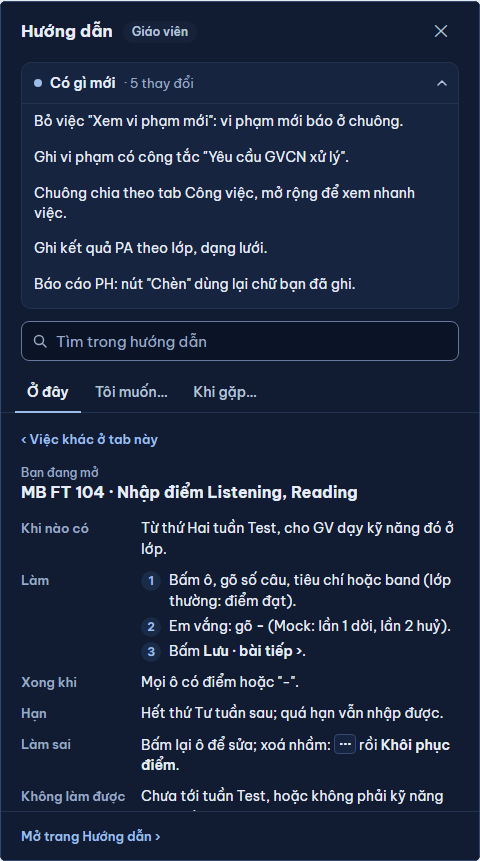 Hướng dẫn Giáo viên
Có gì mới · 5 thay đổi
Bỏ việc "Xem vi phạm mới": vi phạm mới báo ở chuông.
Ghi vi phạm có công tắc "Yêu cầu GVCN xử lý".
Chuông chia theo tab Công việc, mở rộng để xem nhanh
việc.
Ghi kết quả PA theo lớp, dạng lưới.
Báo cáo PH: nút "Chèn" dùng lại chữ bạn đã ghi.
Tìm trong hướng dẫn
Ở đây Tôi muốn... Khi gặp...
‹ Việc khác ở tab này
Bạn đang mở
MB FT 104 · Nhập điểm Listening, Reading
Khi nào có Từ thứ Hai tuần Test, cho GV dạy kỹ năng đó ở
lớp.
Làm 1 Bấm ô, gõ số câu, tiêu chí hoặc band (lớp
thường: điểm đạt).
2 Em vắng: gõ - (Mock: lần 1 dời, lần 2 huỷ).
3 Bấm Lưu · bài tiếp ›.
Xong khi Mọi ô có điểm hoặc "-".
Hạn Hết thứ Tư tuần sau; quá hạn vẫn nhập được.
Làm sai Bấm lại ô để sửa; xoá nhầm: ··· rồi Khôi phục
điểm.
Không làm được Chưa tới tuần Test, hoặc không phải kỹ năng
Mở trang Hướng dẫn ›